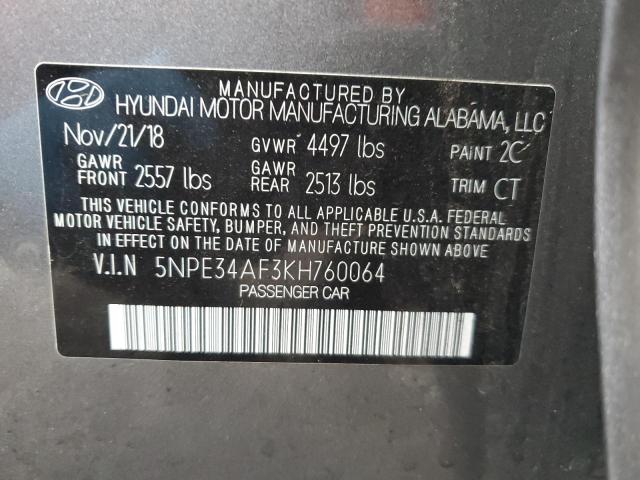 MANUFACTURED BY
HYUNDAI MOTOR MANUFACTURING ALABAMA, LLC
Nov/21/18 GVWR 4497 lbs PAINT 2C
GAWR FRONT 2557 lbs GAWR REAR 2513 lbs TRIM CT
THIS VEHICLE CONFORMS TO ALL APPLICABLE U.S.A. FEDERAL
MOTOR VEHICLE SAFETY, BUMPER, AND THEFT PREVENTION STANDARDS
IN EFFECT ON THE DATE OF MANUFACTURE SHOWN ABOVE.
V.I.N 5NPE34AF3KH760064
PASSENGER CAR